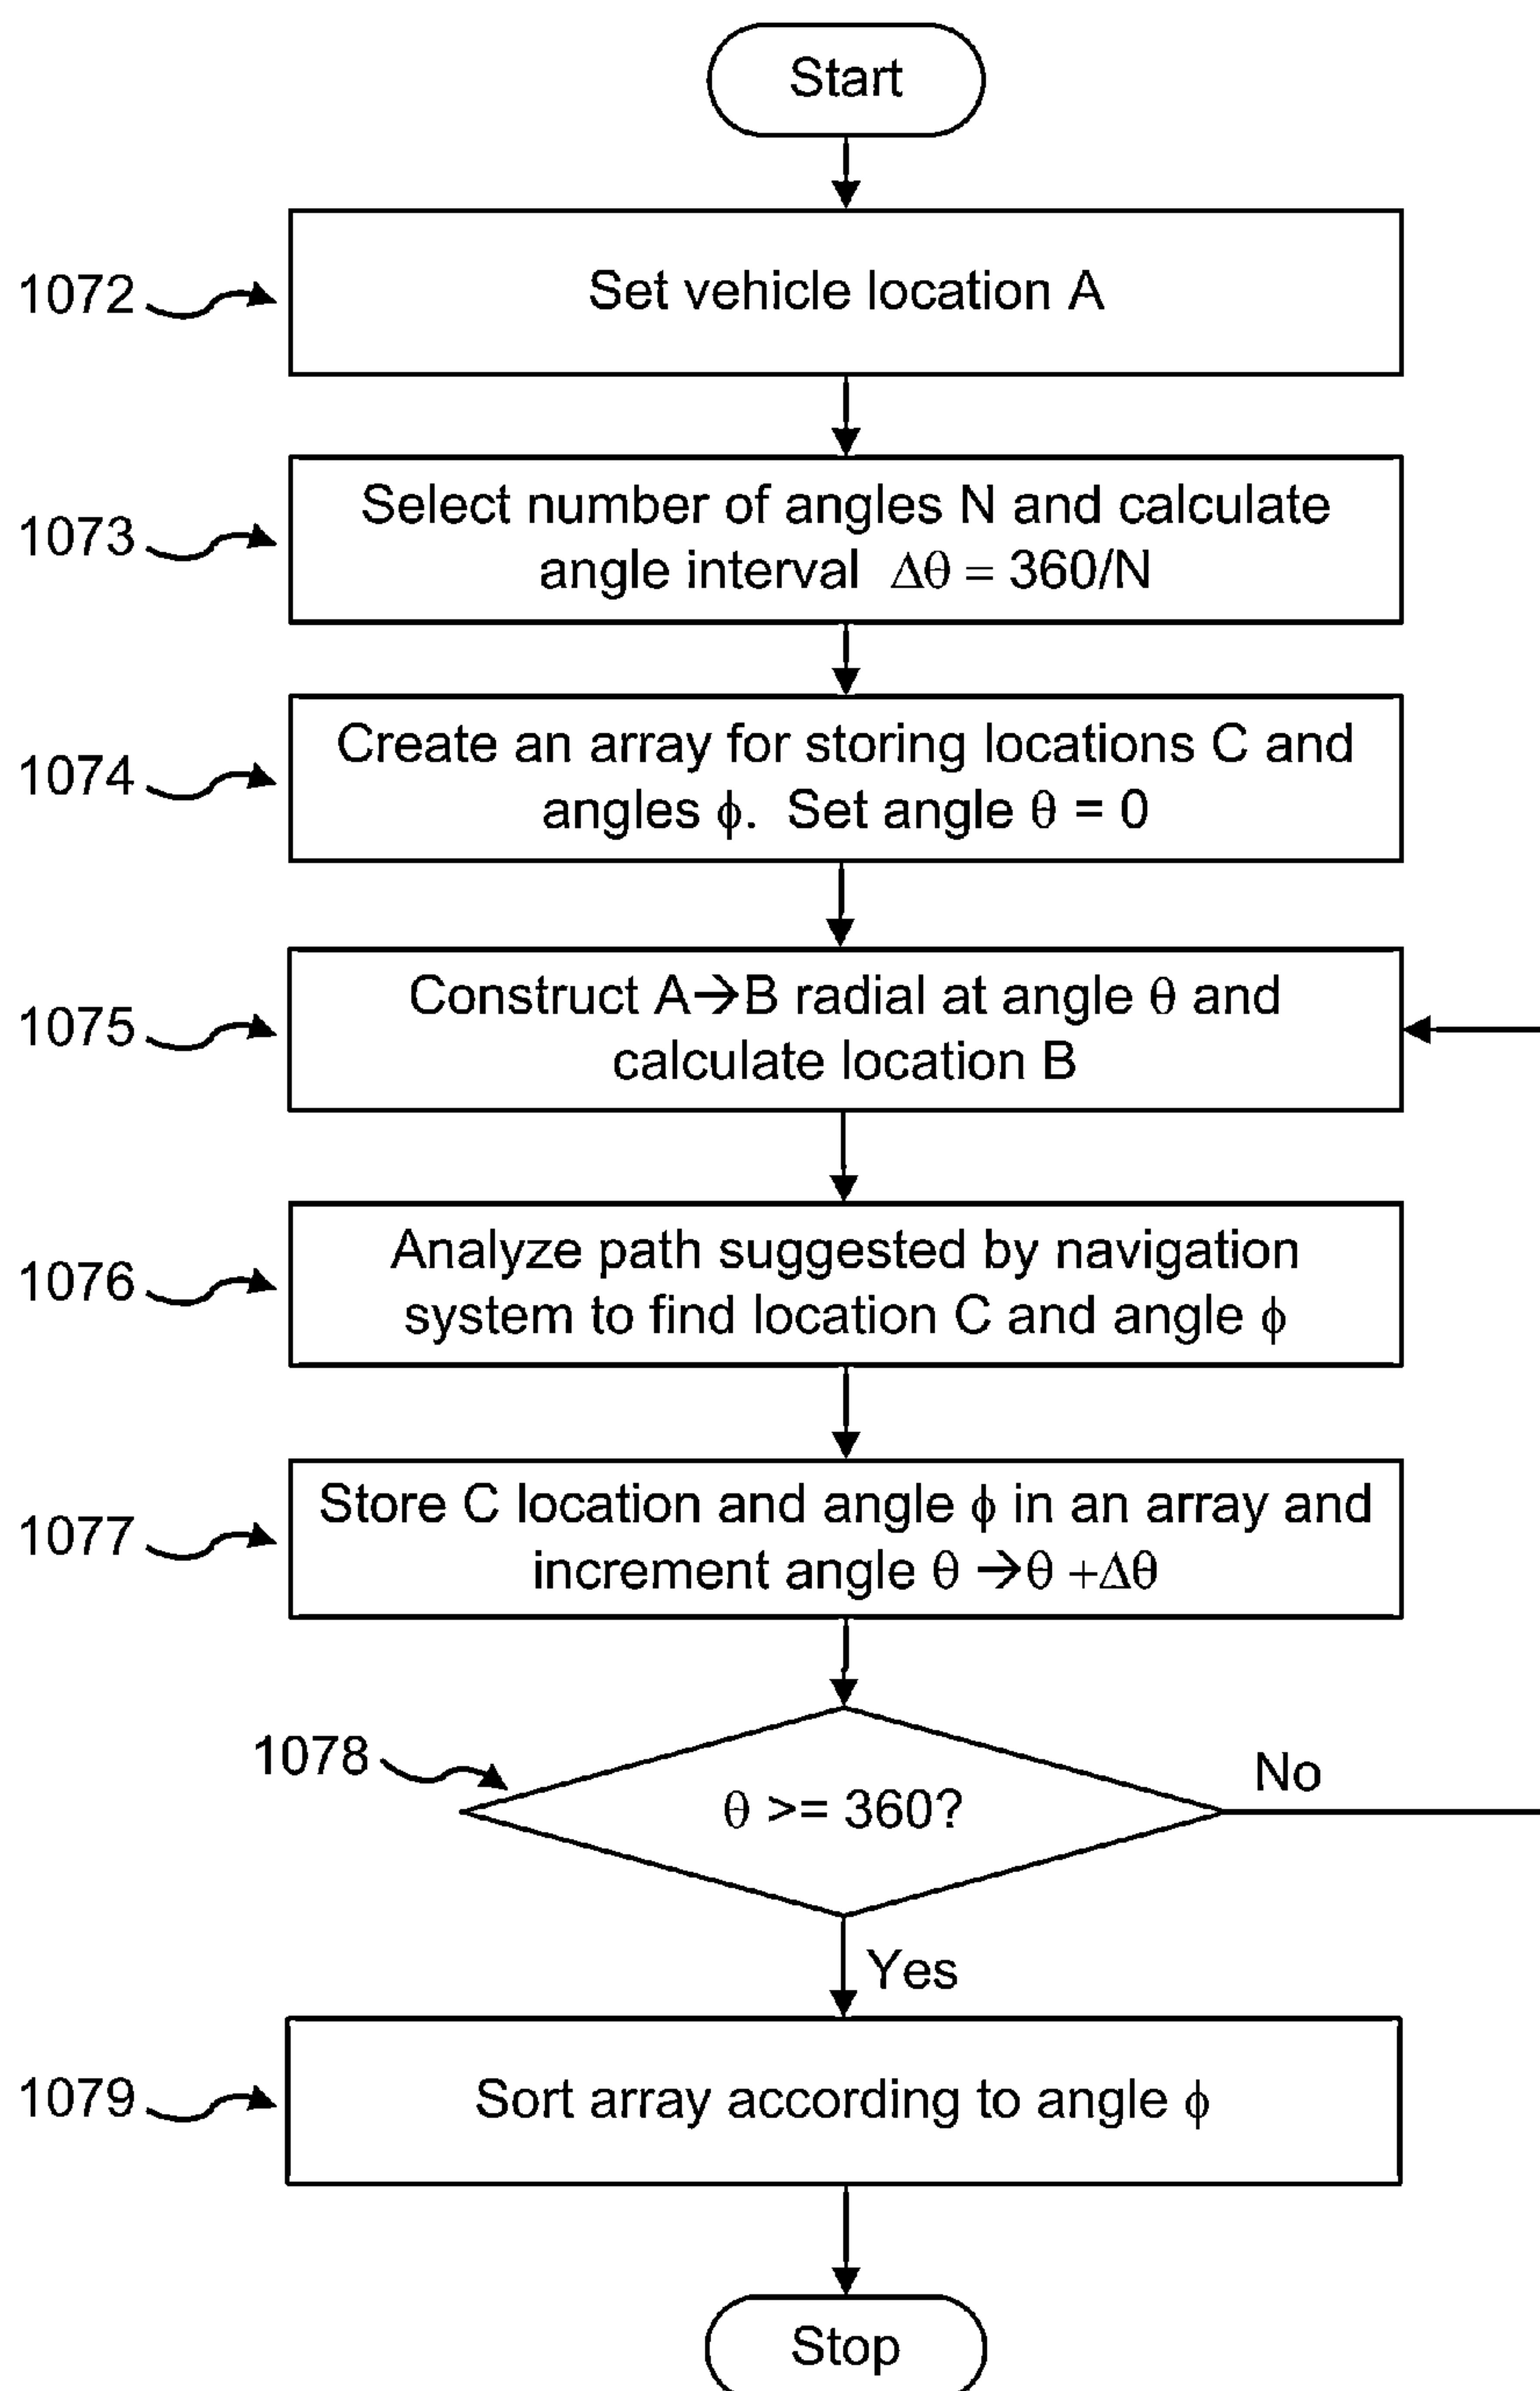 Start
1072
Set vehicle location A
1073
Select number of angles N and calculate
angle interval Δθ = 360/N
1074
Create an array for storing locations C and
angles ϕ. Set angle θ = 0
1075
Construct A→B radial at angle θ and
calculate location B
1076
Analyze path suggested by navigation
system to find location C and angle ϕ
1077
Store C location and angle ϕ in an array and
increment angle θ →θ +Δθ
1078
θ >= 360?
No
Yes
1079
Sort array according to angle ϕ
Stop